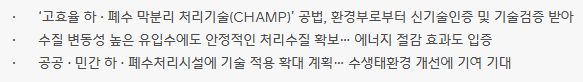 · '고효율 하 · 폐수 막분리 처리기술(CHAMP)' 공법, 환경부로부터 신기술인증 및 기술검증 받아
· 수질 변동성 높은 유입수에도 안정적인 처리수질 확보… 에너지 절감 효과도 입증
· 공공 · 민간 하 · 폐수처리시설에 기술 적용 확대 계획… 수생태환경 개선에 기여 기대